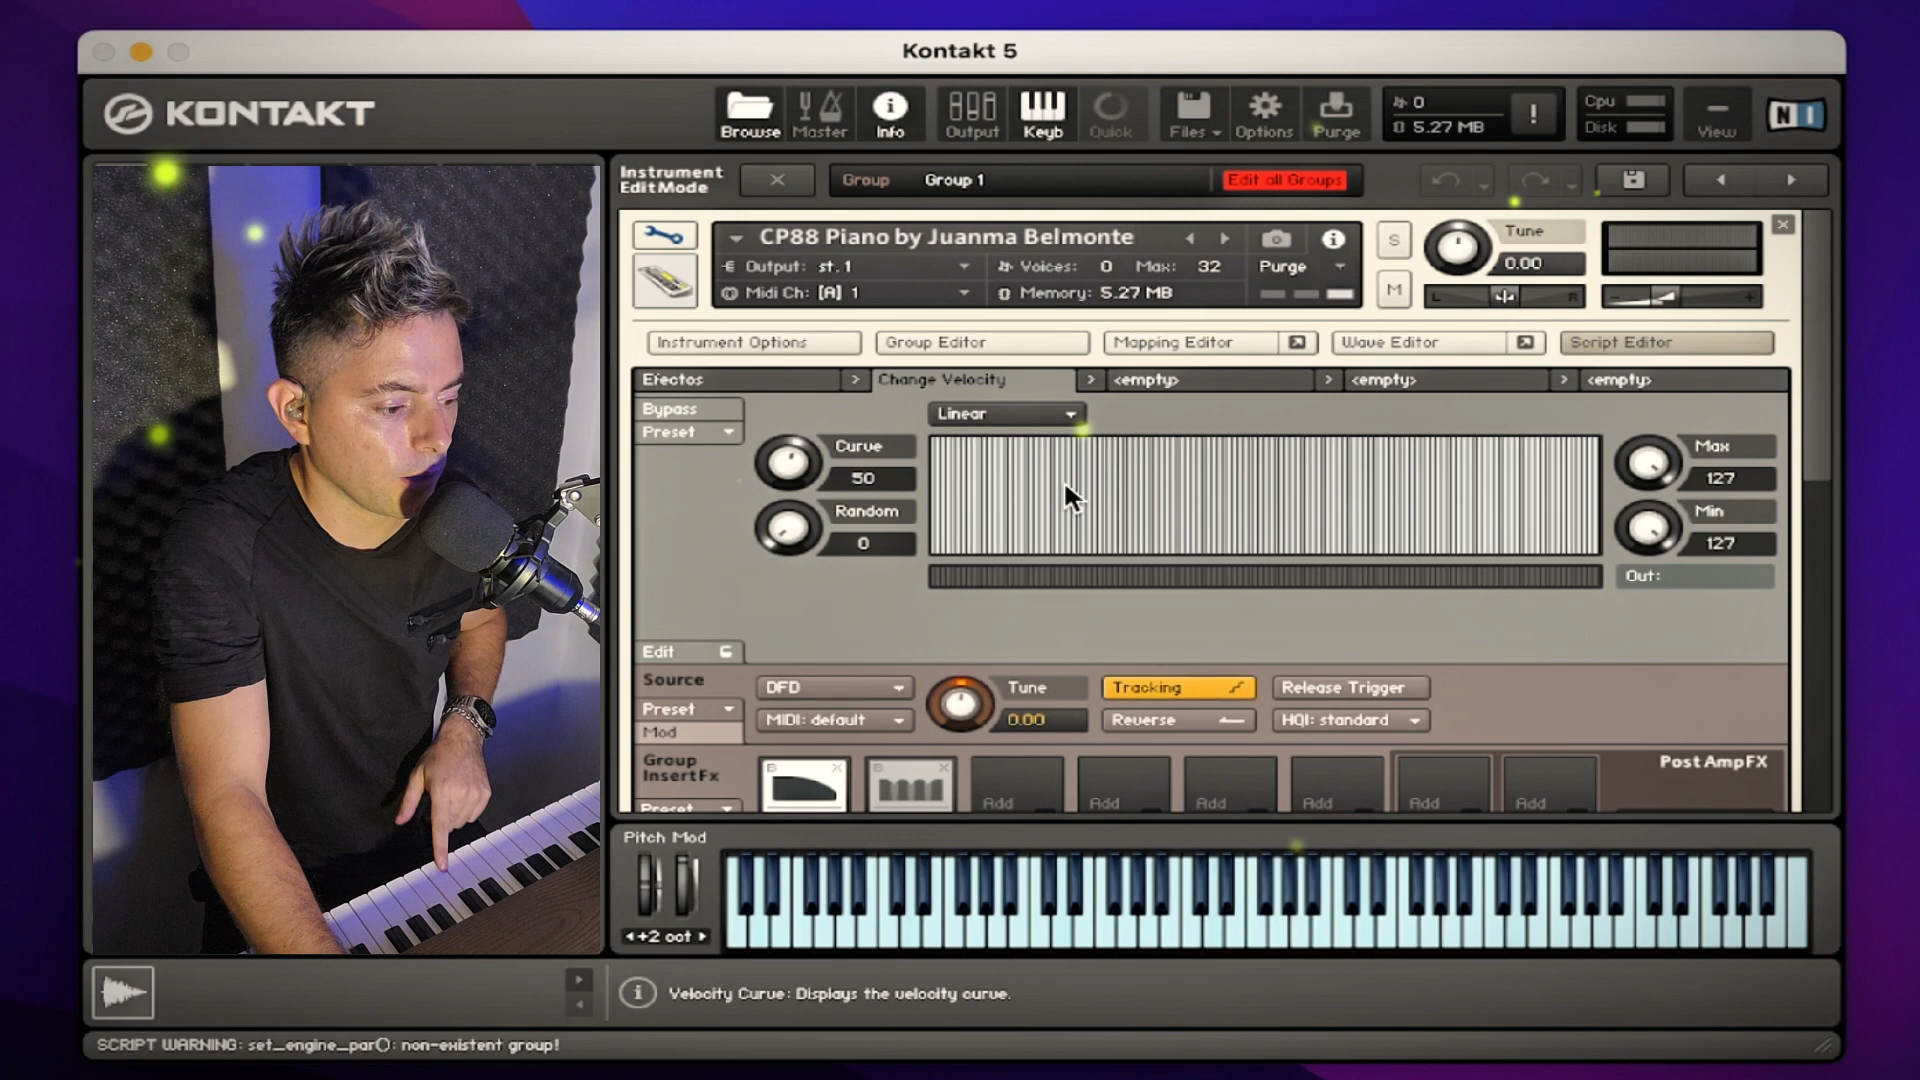 Kontakt 5
KONTAKT
Browse
Master
Info
Output
Keyb
Quick
Files
Options
Purge
0
5.27 MB
!
Cpu
Disk
View
NI
Instrument
EditMode
Group
Group 1
Edit all Groups
CP88 Piano by Juanma Belmonte
Output: st.1
Voices: 0 Max: 32
Purge
Midi Ch: [A] 1
Memory: 5.27 MB
S
M
Tune
0.00
L
R
Instrument Options
Group Editor
Mapping Editor
Wave Editor
Script Editor
Efectos
Change Velocity
<empty>
<empty>
<empty>
Bypass
Preset
Linear
Curve
50
Random
0
Max
127
Min
127
Out:
Edit
Source
Preset
Mod
DFD
MIDI: default
Tune
0.00
Tracking
Reverse
Release Trigger
HQI: standard
Group
InsertFx
Preset
B
B
Add
Add
Add
Add
Add
Add
Post Amp FX
Pitch Mod
+2 oct
Velocity Curve: Displays the velocity curve.
SCRIPT WARNING: set_engine_par(): non-existent group!